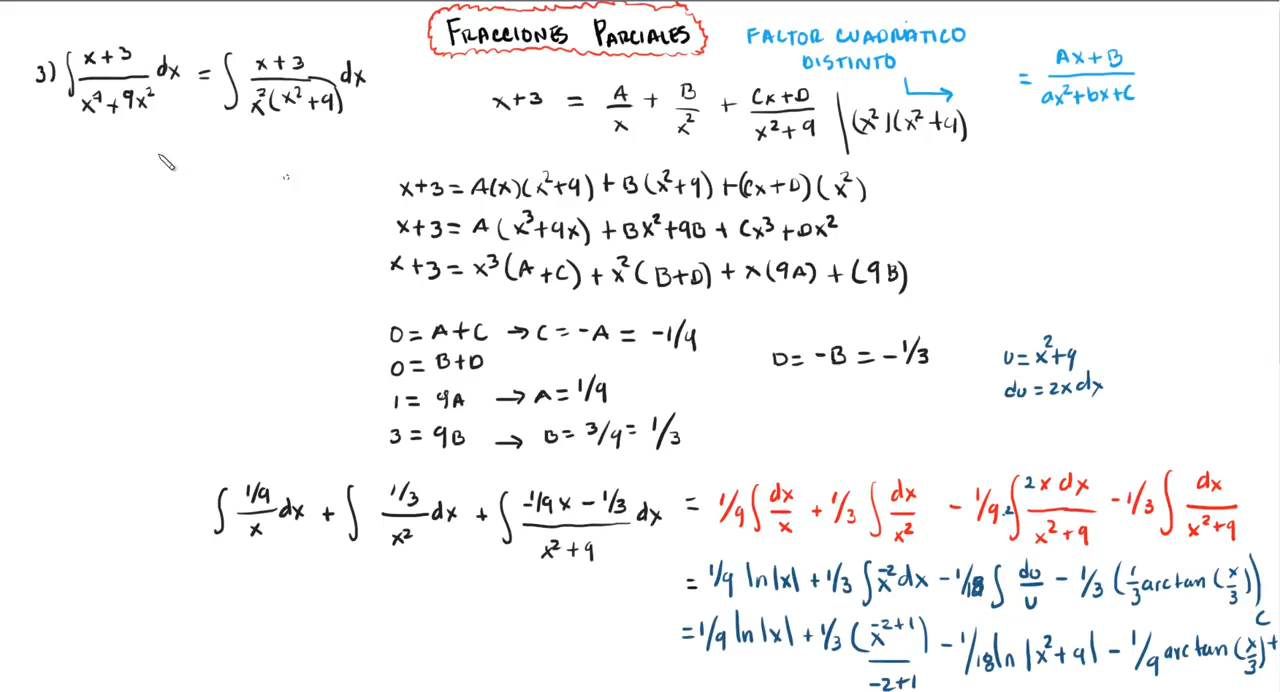 FRACCIONES PARCIALES
3) ∫ x+3 / x⁴+9x² dx = ∫ x+3 / x²(x²+9) dx
FACTOR CUADRÁTICO
DISTINTO
= Ax+B / ax²+bx+c
x+3 = A/x + B/x² + Cx+D / x²+9 | (x²)(x²+9)
x+3 = A(x)(x²+9) + B(x²+9) + (Cx+D)(x²)
x+3 = A(x³+9x) + Bx²+9B + Cx³+Dx²
x+3 = x³(A+C) + x²(B+D) + x(9A) + (9B)
0 = A+C → C = -A = -1/9
0 = B+D
1 = 9A → A = 1/9
3 = 9B → B = 3/9 = 1/3
D = -B = -1/3
u = x²+9
du = 2x dx
∫ 1/9 / x dx + ∫ 1/3 / x² dx + ∫ -1/9x - 1/3 / x²+9 dx = 1/9 ∫ dx/x + 1/3 ∫ dx/x² - 1/9·2 ∫ 2x dx / x²+9 - 1/3 ∫ dx / x²+9
= 1/9 ln|x| + 1/3 ∫ x⁻² dx - 1/18 ∫ du/u - 1/3 (1/3 arctan(x/3))
= 1/9 ln|x| + 1/3 (x⁻²⁺¹ / -2+1) - 1/18 ln|x²+9| - 1/9 arctan(x/3) + C